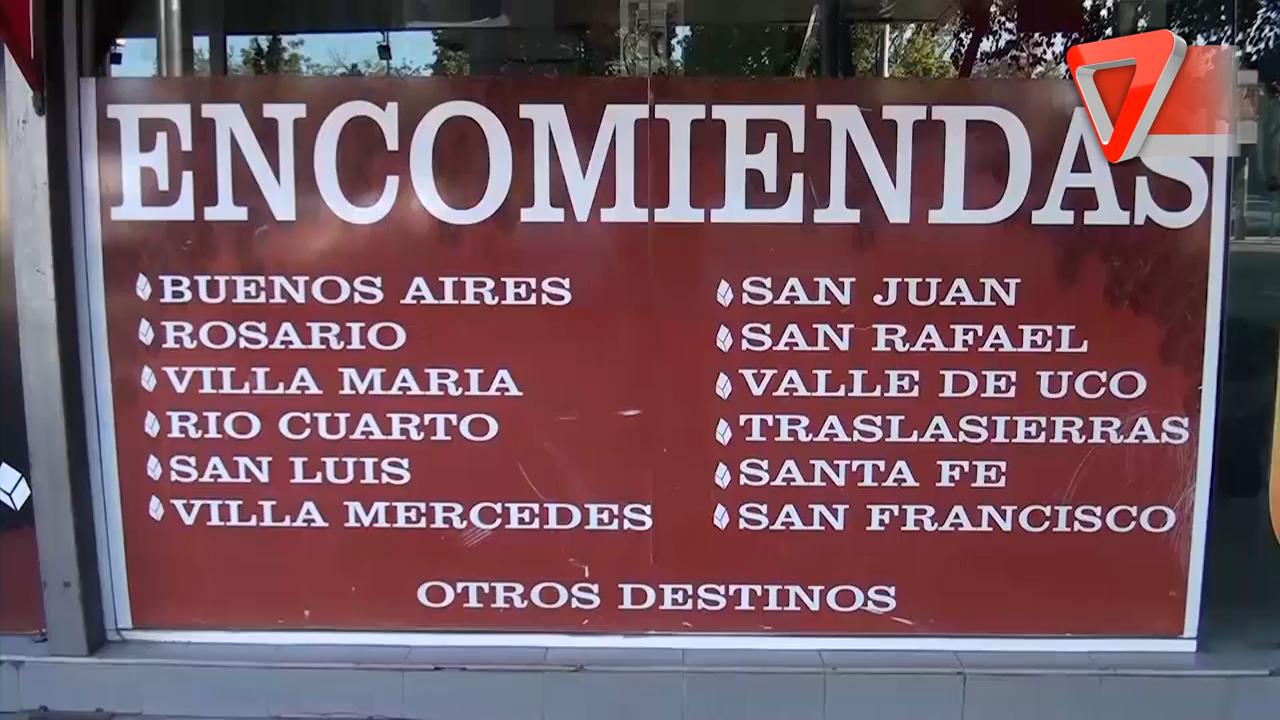 ENCOMIENDAS
BUENOS AIRES
ROSARIO
VILLA MARIA
RIO CUARTO
SAN LUIS
VILLA MERCEDES
SAN JUAN
SAN RAFAEL
VALLE DE UCO
TRASLASIERRAS
SANTA FE
SAN FRANCISCO
OTROS DESTINOS